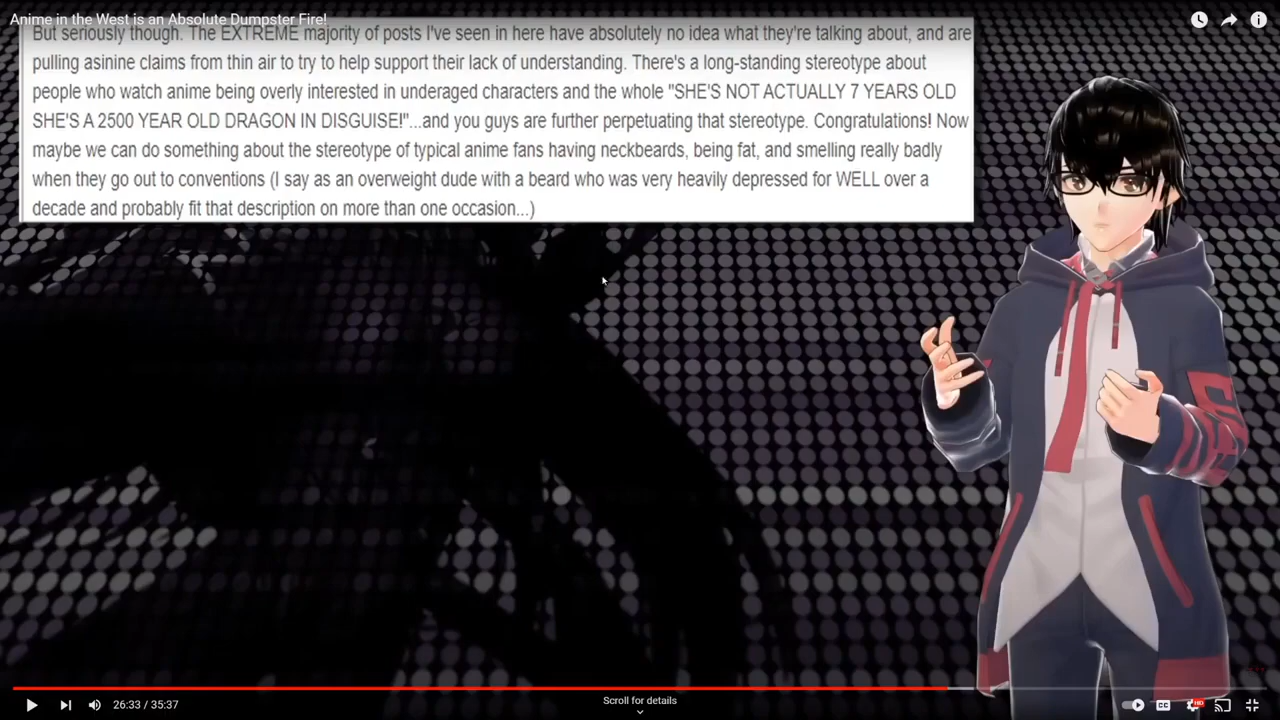 Anime in the West is an Absolute Dumpster Fire!
But seriously though. The EXTREME majority of posts I've seen in here have absolutely no idea what they're talking about, and are
pulling asinine claims from thin air to try to help support their lack of understanding. There's a long-standing stereotype about
people who watch anime being overly interested in underaged characters and the whole "SHE'S NOT ACTUALLY 7 YEARS OLD
SHE'S A 2500 YEAR OLD DRAGON IN DISGUISE!"...and you guys are further perpetuating that stereotype. Congratulations! Now
maybe we can do something about the stereotype of typical anime fans having neckbeards, being fat, and smelling really badly
when they go out to conventions (I say as an overweight dude with a beard who was very heavily depressed for WELL over a
decade and probably fit that description on more than one occasion...)
26:33 / 35:37
Scroll for details
CC
HD